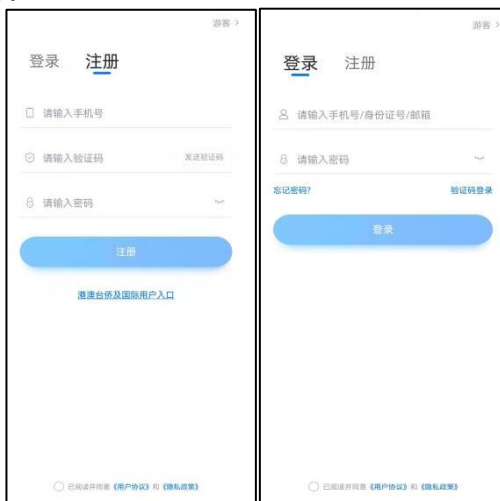 游客 >
登录 注册
请输入手机号
请输入验证码 发送验证码
请输入密码
注册
港澳台侨及国际用户入口
已阅读并同意《用户协议》和《隐私政策》
游客 >
登录 注册
请输入手机号/身份证号/邮箱
请输入密码
忘记密码? 验证码登录
登录
已阅读并同意《用户协议》和《隐私政策》